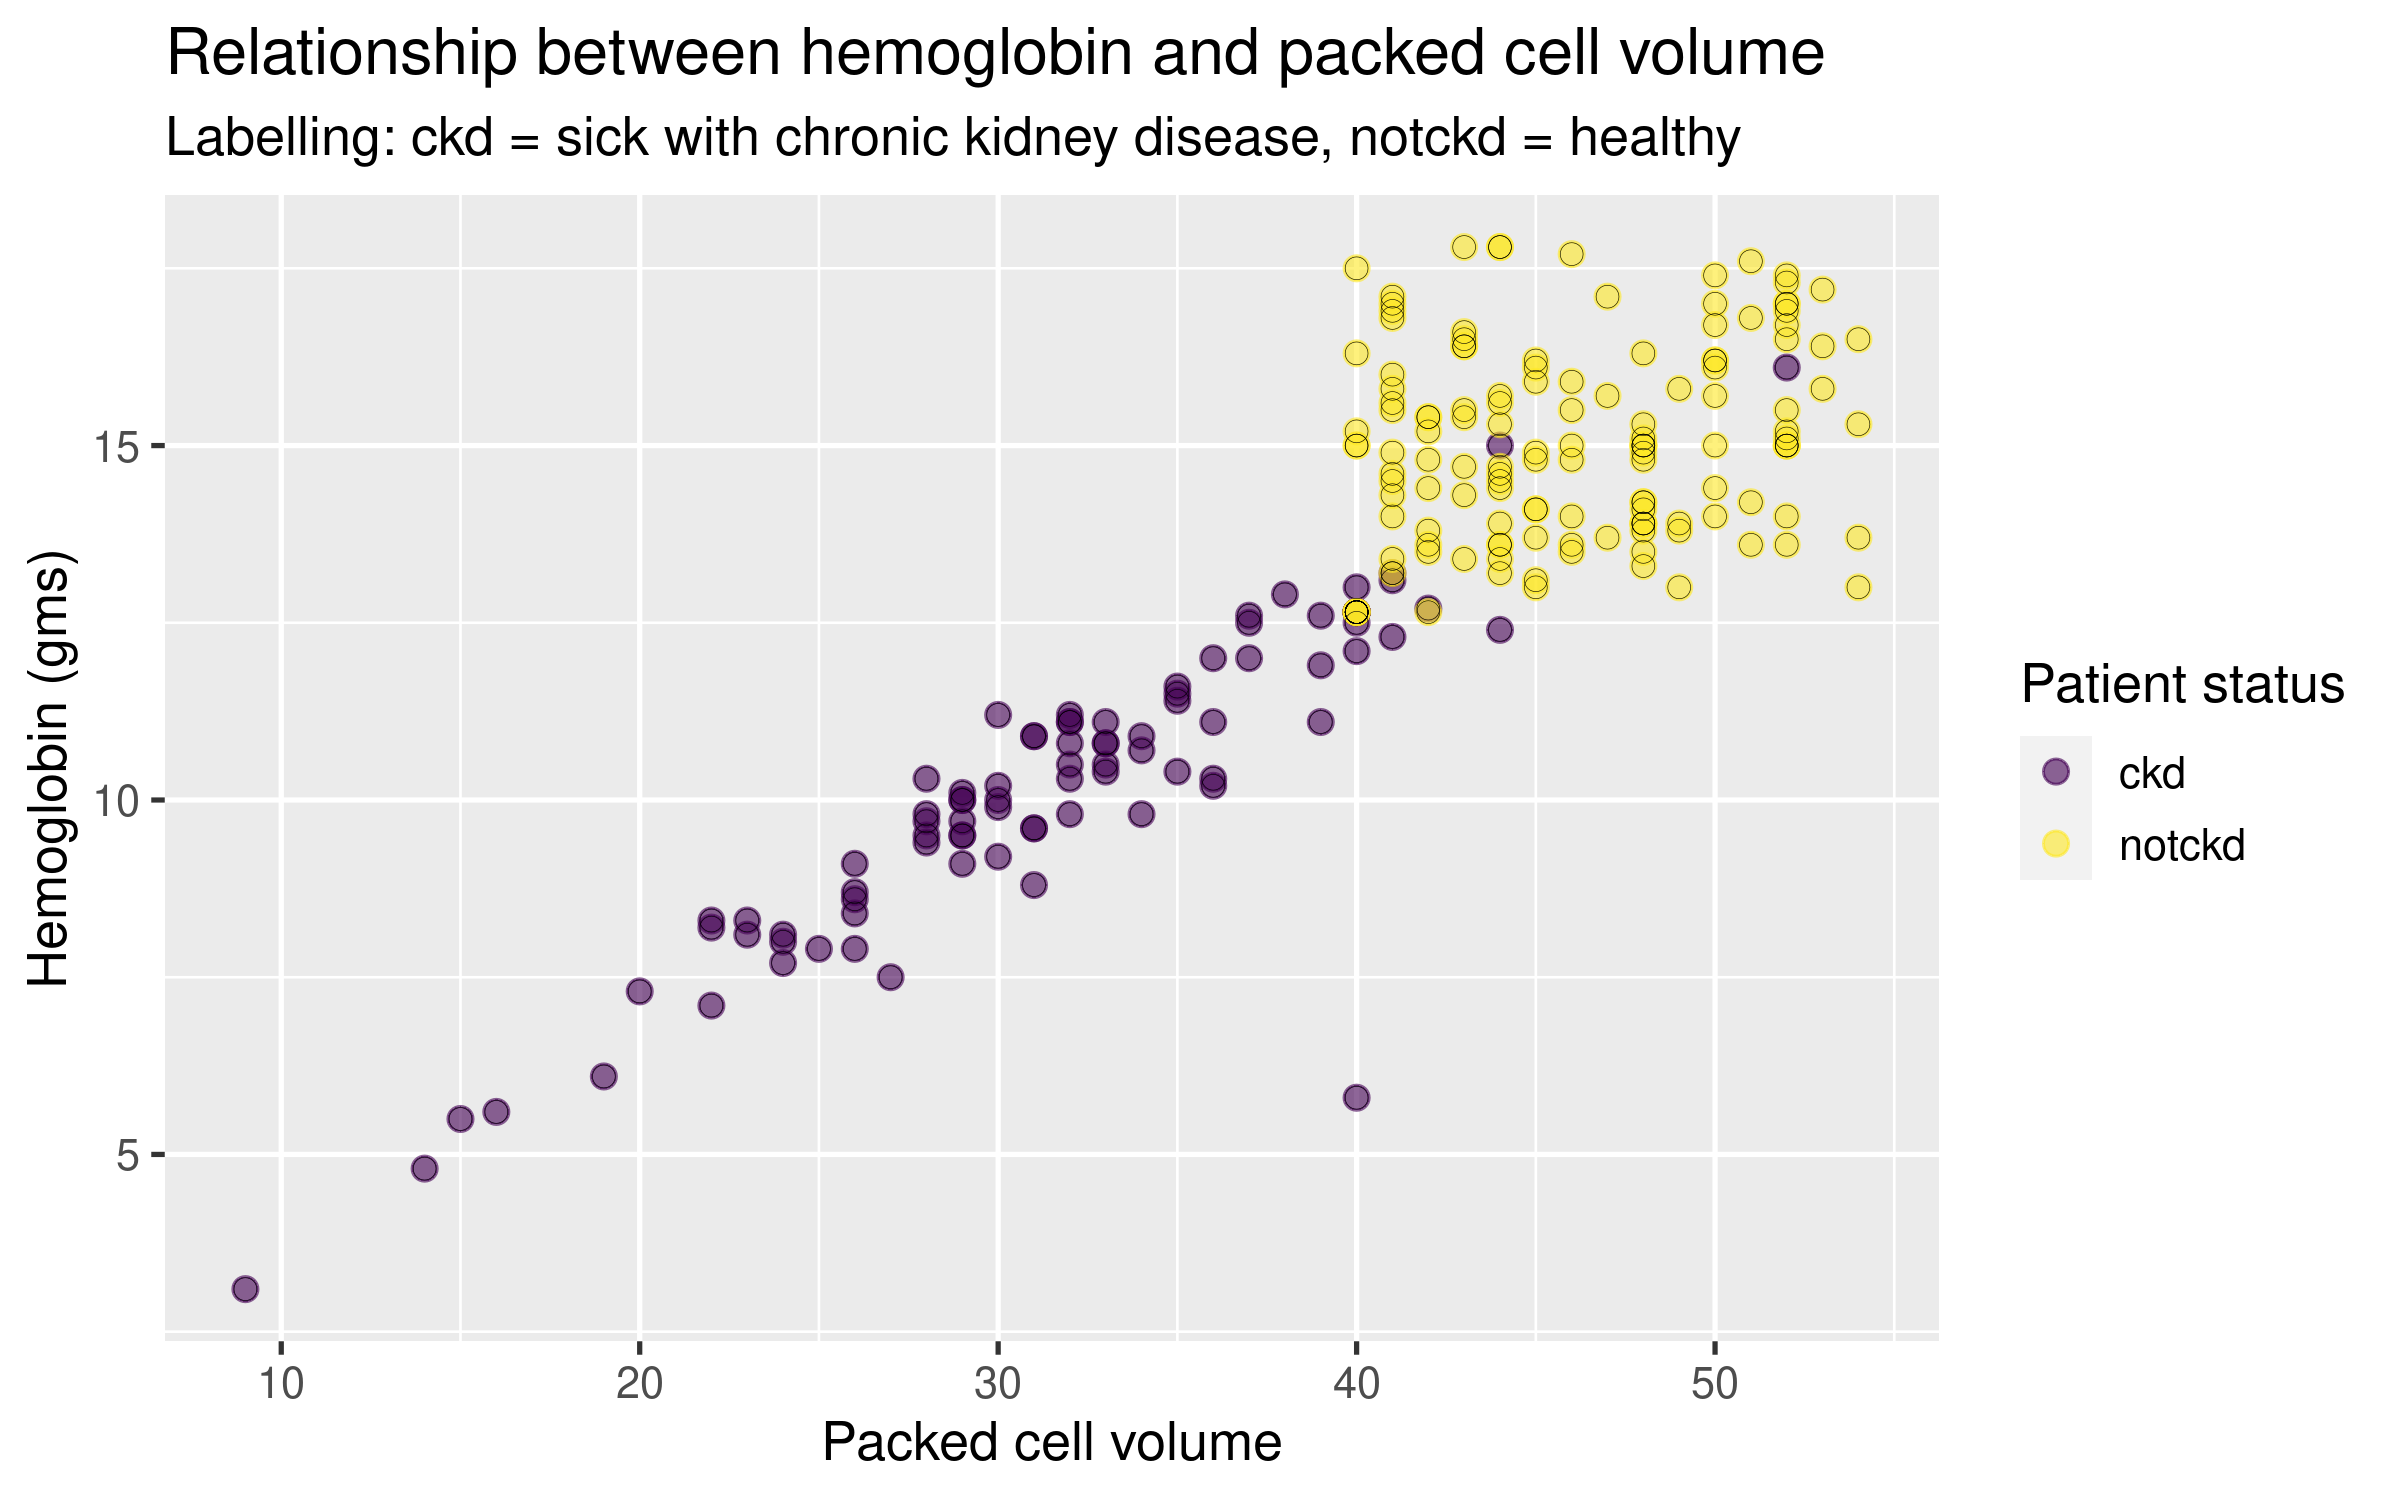 Relationship between hemoglobin and packed cell volume
Labelling: ckd = sick with chronic kidney disease, notckd = healthy
Hemoglobin (gms)
15
10
5
10 20 30 40 50
Packed cell volume
Patient status
ckd
notckd